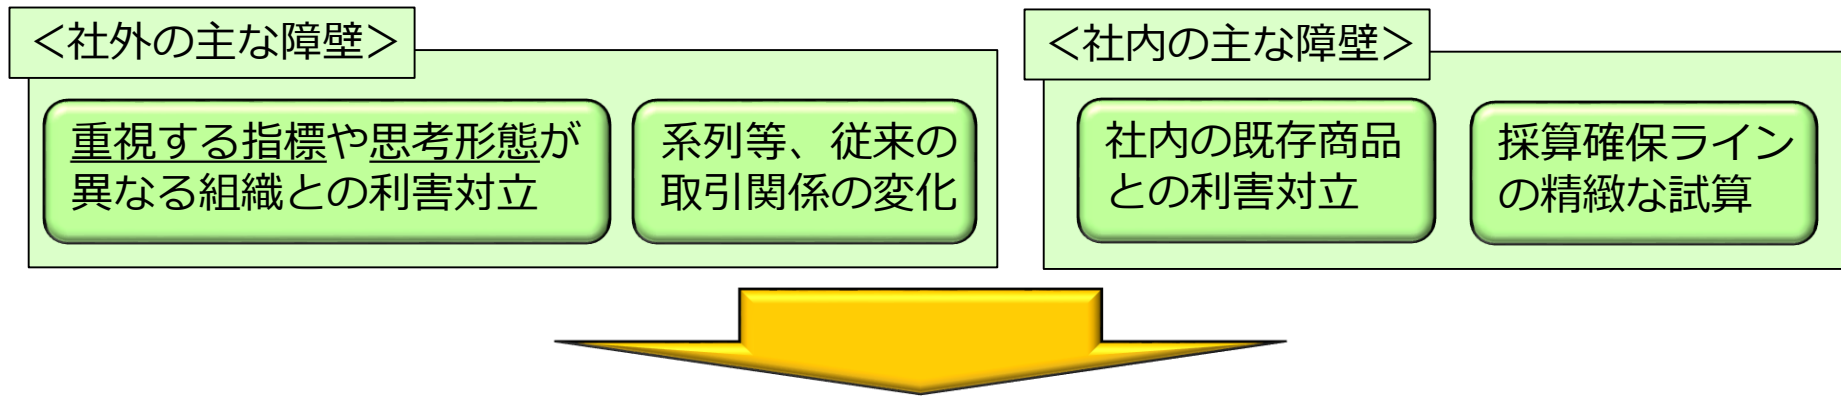 ＜社外の主な障壁＞
重視する指標や思考形態が
異なる組織との利害対立
系列等、従来の
取引関係の変化
＜社内の主な障壁＞
社内の既存商品
との利害対立
採算確保ライン
の精緻な試算